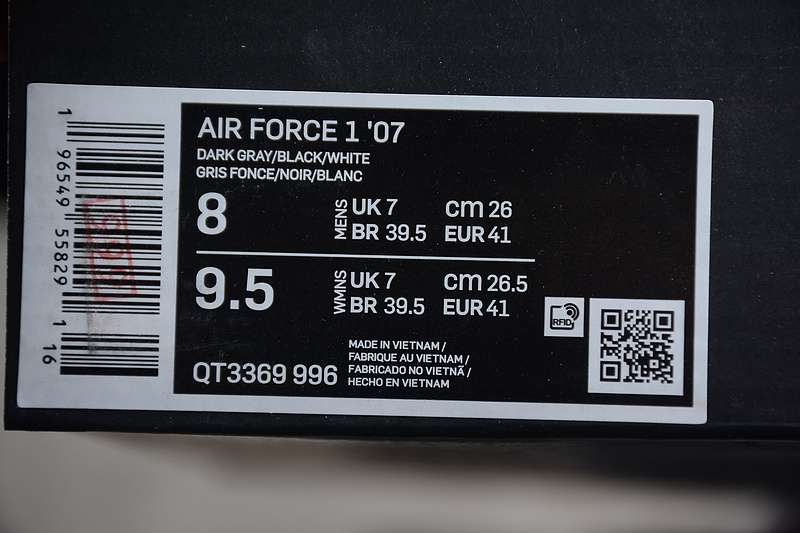 1 96549 55829 1 16
AIR FORCE 1 '07
DARK GRAY/BLACK/WHITE
GRIS FONCE/NOIR/BLANC
8
MENS
UK 7 cm 26
BR 39.5 EUR 41
9.5
WMNS
UK 7 cm 26.5
BR 39.5 EUR 41
RFID
QT3369 996
MADE IN VIETNAM /
FABRIQUE AU VIETNAM /
FABRICADO NO VIETNÃ /
HECHO EN VIETNAM